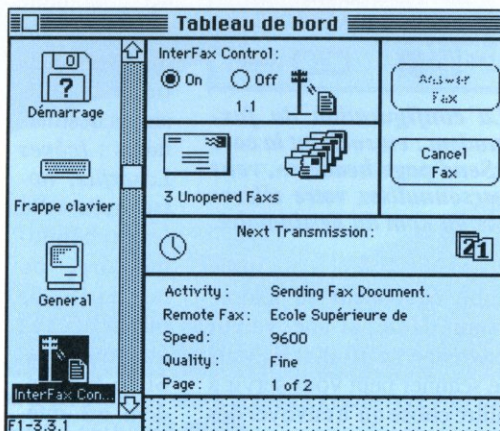 Tableau de bord
?
Démarrage
Frappe clavier
General
InterFax Con...
F1-3.3.1
InterFax Control:
On
Off
1.1
Answer
Fax
3 Unopened Faxs
Cancel
Fax
Next Transmission:
21
Activity: Sending Fax Document.
Remote Fax: Ecole Supérieure de
Speed: 9600
Quality: Fine
Page: 1 of 2